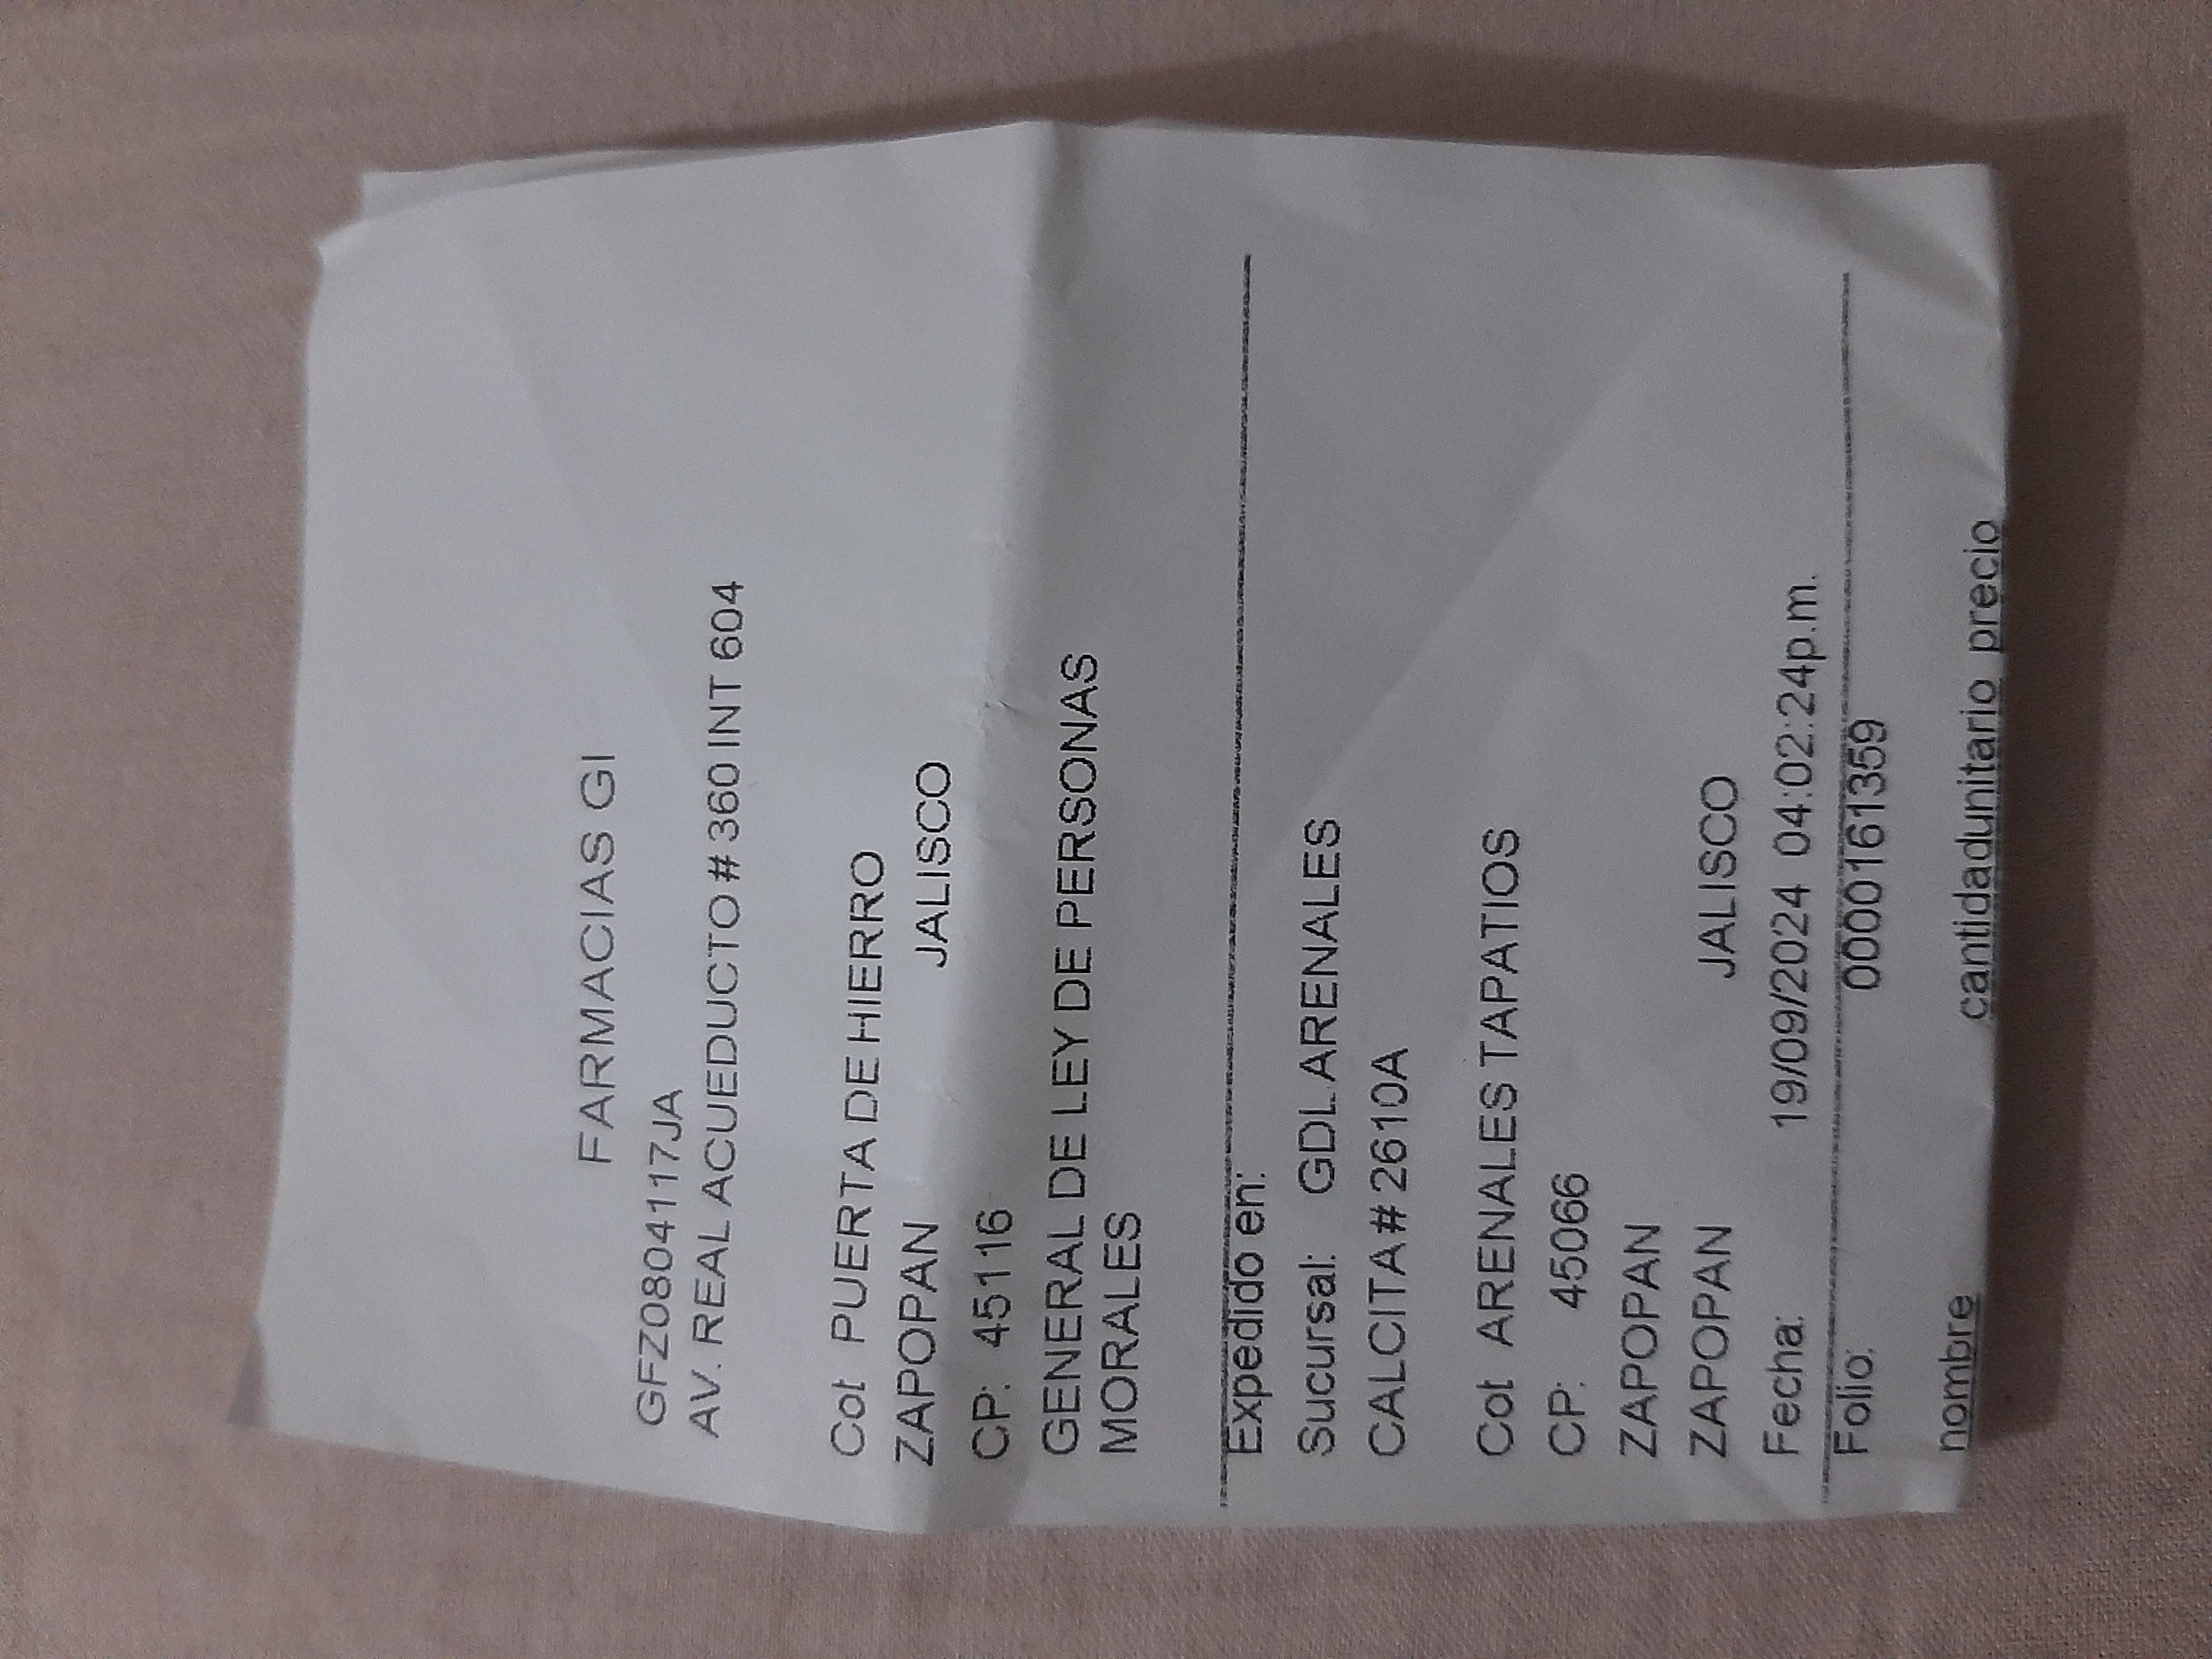 FARMACIAS GI
GFZ0804117JA
AV. REAL ACUEDUCTO # 360 INT 604
Col PUERTA DE HIERRO
ZAPOPAN JALISCO
CP: 45116
GENERAL DE LEY DE PERSONAS
MORALES
Expedido en:
Sucursal: GDL ARENALES
CALCITA # 2610A
Col ARENALES TAPATIOS
CP: 45066
ZAPOPAN
ZAPOPAN JALISCO
Fecha: 19/09/2024 04:02:24p.m.
Folio: 0000161359
nombre cantidadunitario precio